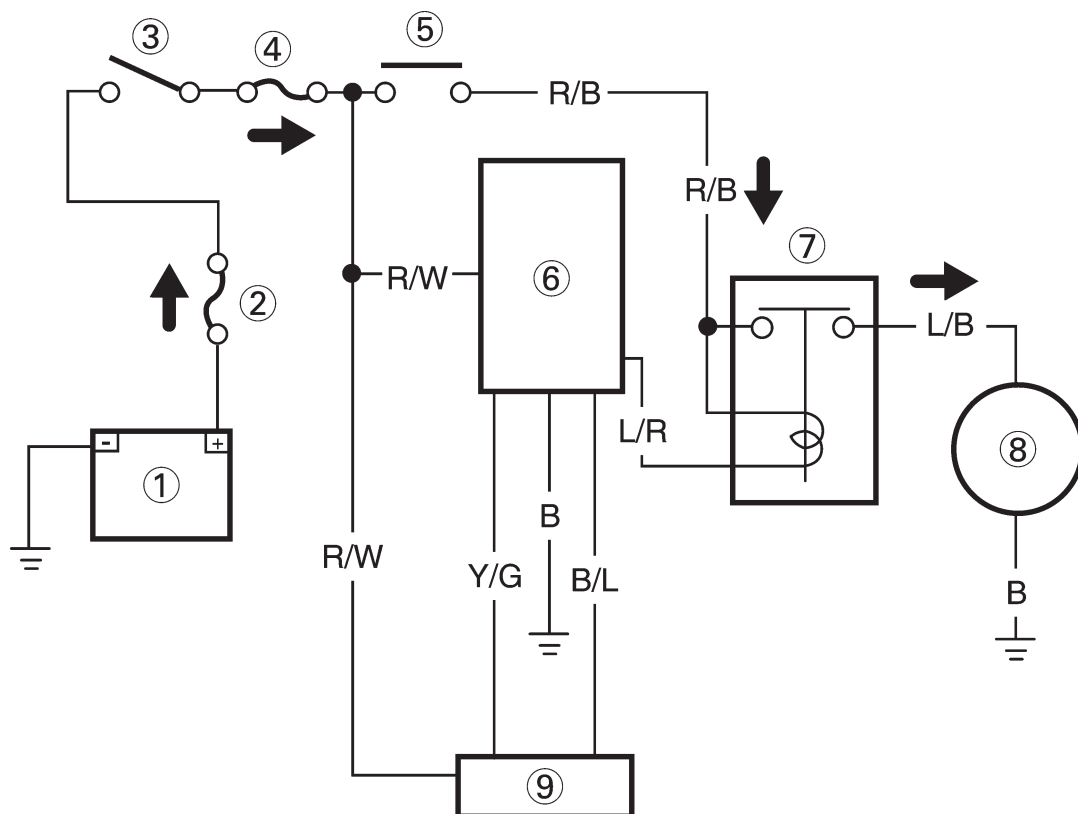 ③
④
⑤
R/B
R/B
⑦
R/W
⑥
②
L/B
L/R
- +
①
⑧
B
R/W
Y/G
B/L
B
⑨